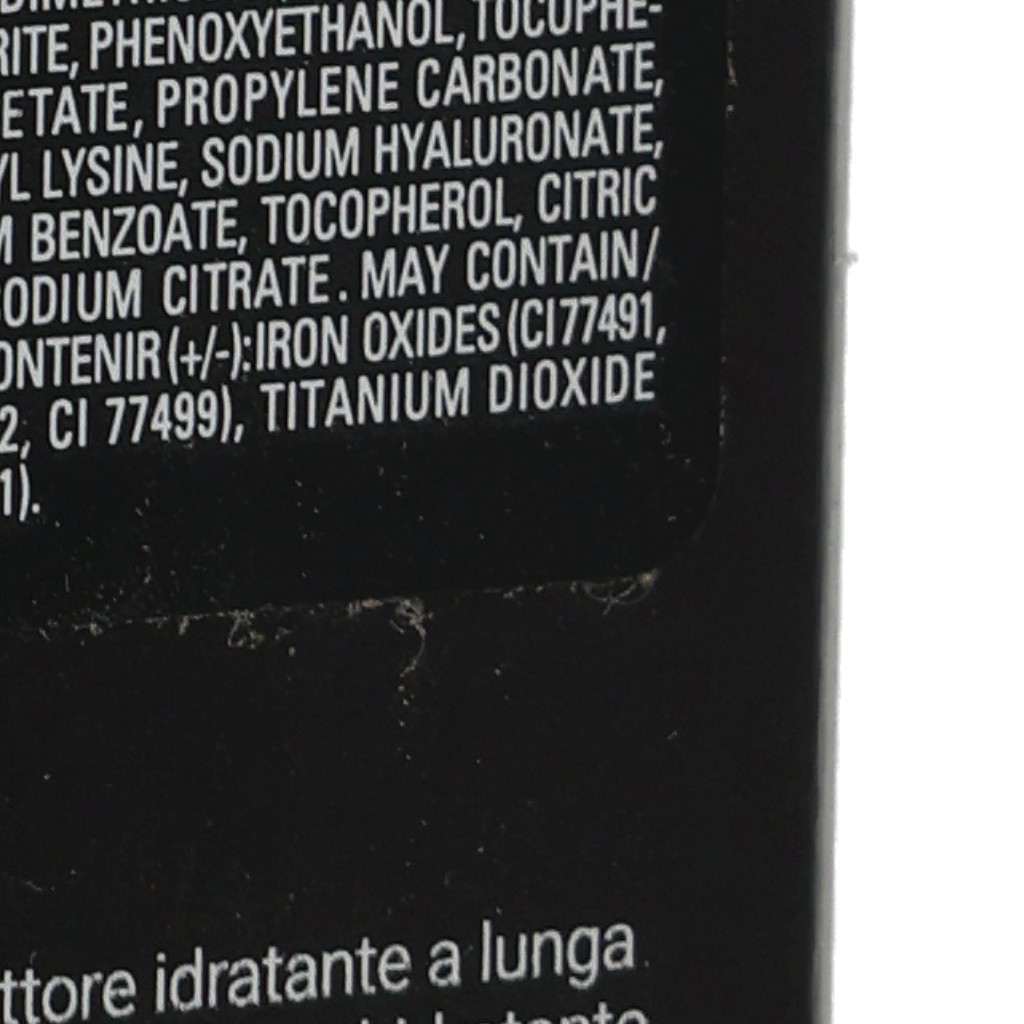 RITE, PHENOXYETHANOL, TOCOPHE-
ETATE, PROPYLENE CARBONATE,
YL LYSINE, SODIUM HYALURONATE,
M BENZOATE, TOCOPHEROL, CITRIC
SODIUM CITRATE. MAY CONTAIN/
ONTENIR (+/-):IRON OXIDES (CI 77491,
2, CI 77499), TITANIUM DIOXIDE
1).
ttore idratante a lunga